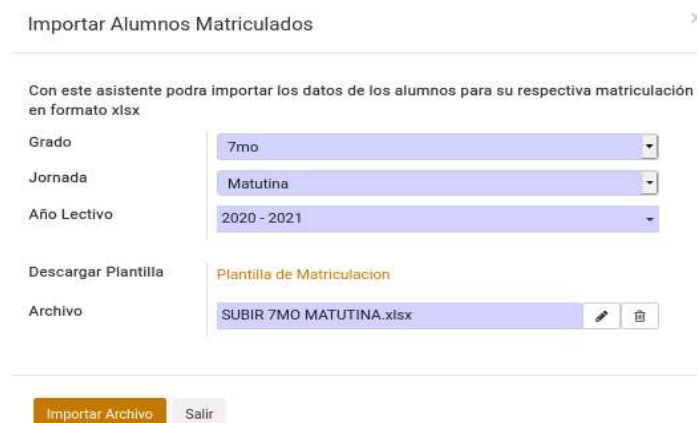 Importar Alumnos Matriculados
Con este asistente podra importar los datos de los alumnos para su respectiva matriculación
en formato xlsx
Grado 7mo
Jornada Matutina
Año Lectivo 2020 - 2021
Descargar Plantilla Plantilla de Matriculacion
Archivo SUBIR 7MO MATUTINA.xlsx
Importar Archivo Salir